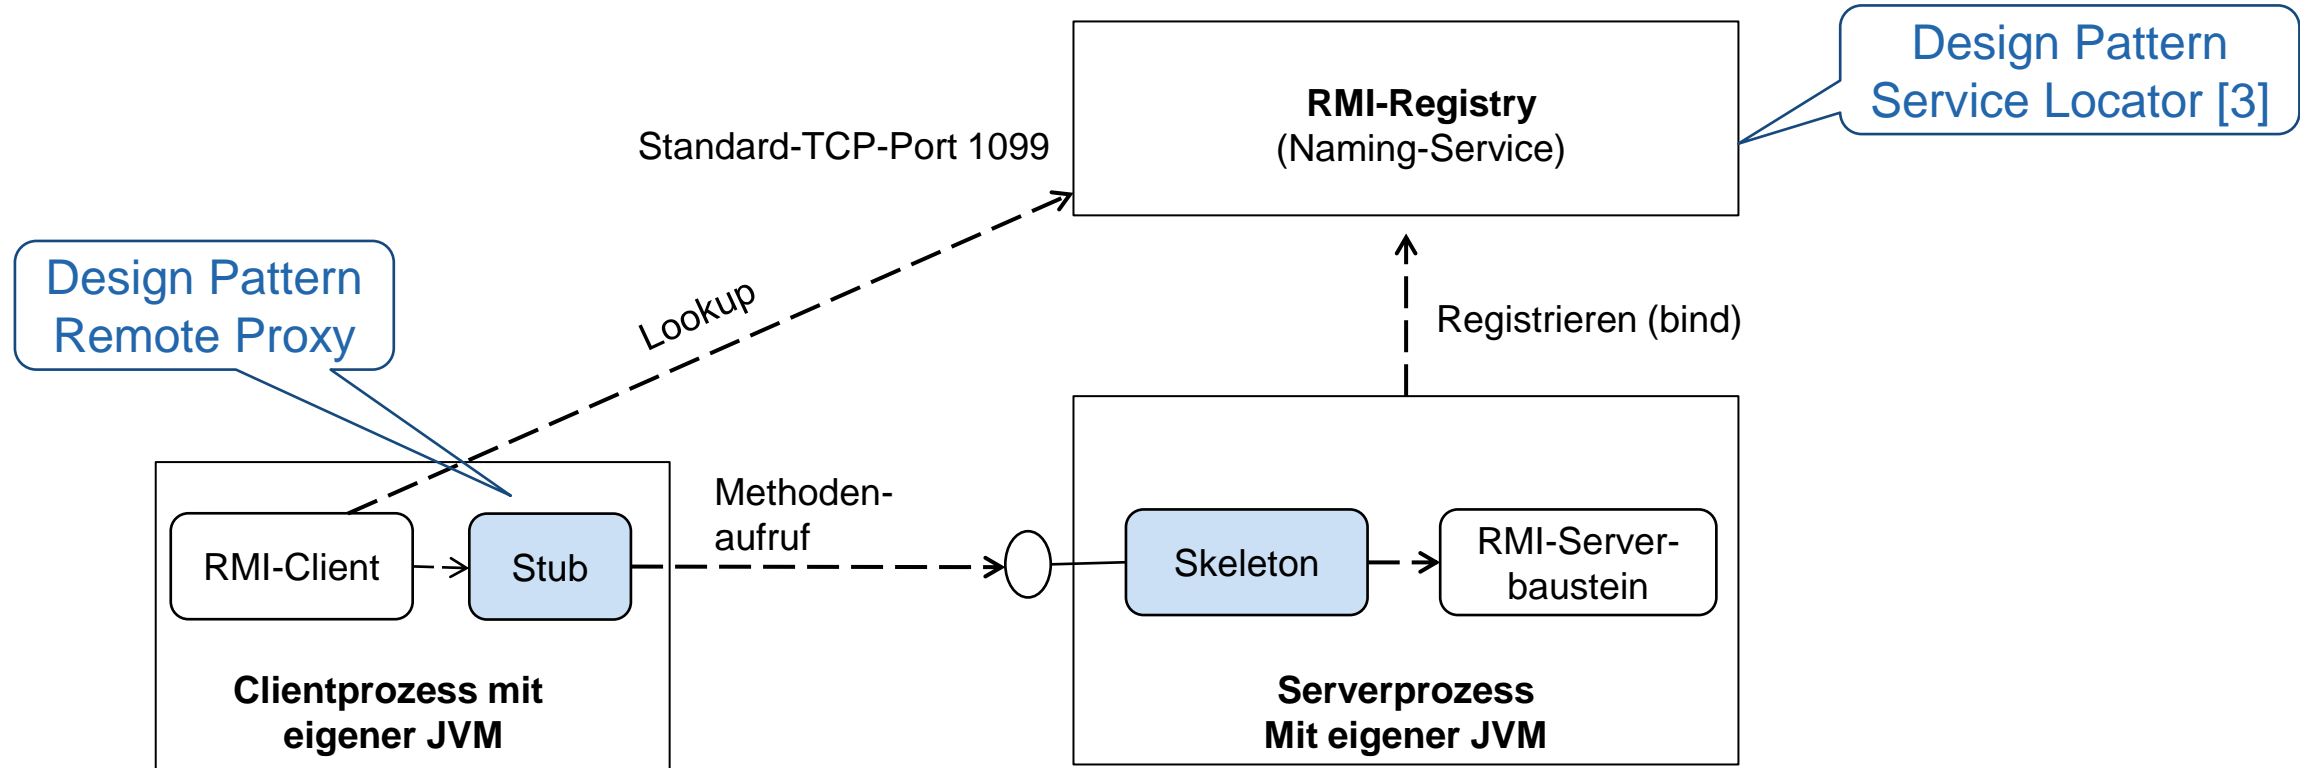 Design Pattern
Service Locator [3]
RMI-Registry
(Naming-Service)
Standard-TCP-Port 1099
Design Pattern
Remote Proxy
Lookup
Registrieren (bind)
Methoden-
aufruf
RMI-Client
Stub
Skeleton
RMI-Server-
baustein
Clientprozess mit
eigener JVM
Serverprozess
Mit eigener JVM